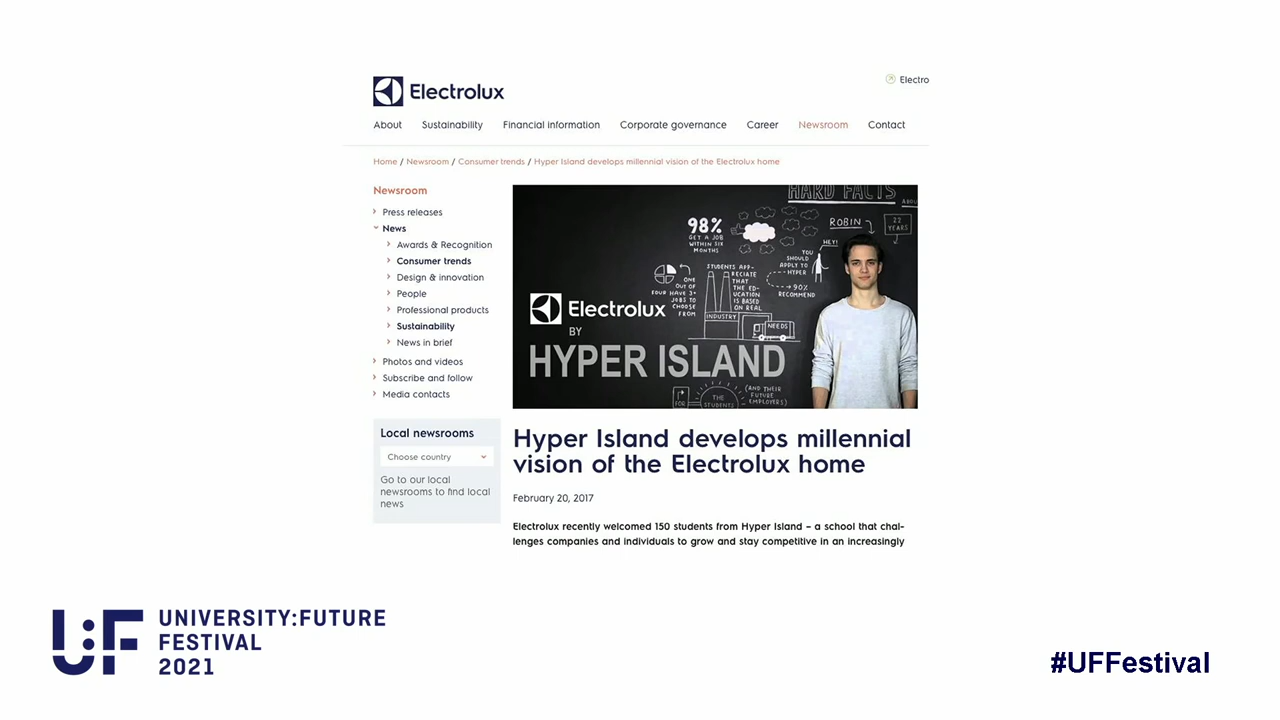 Electrolux
Electro
About Sustainability Financial information Corporate governance Career Newsroom Contact
Home / Newsroom / Consumer trends / Hyper Island develops millennial vision of the Electrolux home
Newsroom
Press releases
News
Awards & Recognition
Consumer trends
Design & innovation
People
Professional products
Sustainability
News in brief
Photos and videos
Subscribe and follow
Media contacts
Local newsrooms
Choose country
Go to our local
newsrooms to find local
news
HARD FACTS
ABOU
98%
GET A JOB
WITHIN SIX
MONTHS
ROBIN
22
YEARS
HEY!
YOU
SHOULD
APPLY TO
HYPER
90%
RECOMMEND
STUDENTS APP-
RECIATE
THAT
THE ED-
UCATION
IS BASED
ON REAL
ONE
OUT OF
FOUR HAVE 3+
JOBS TO
CHOOSE
FROM
INDUSTRY
NEEDS
Electrolux
BY
HYPER ISLAND
FOR
THE
STUDENTS
(AND THEIR
FUTURE
EMPLOYERS)
Hyper Island develops millennial
vision of the Electrolux home
February 20, 2017
Electrolux recently welcomed 150 students from Hyper Island – a school that chal-
lenges companies and individuals to grow and stay competitive in an increasingly
U:F
UNIVERSITY:FUTURE
FESTIVAL
2021
#UFFestival